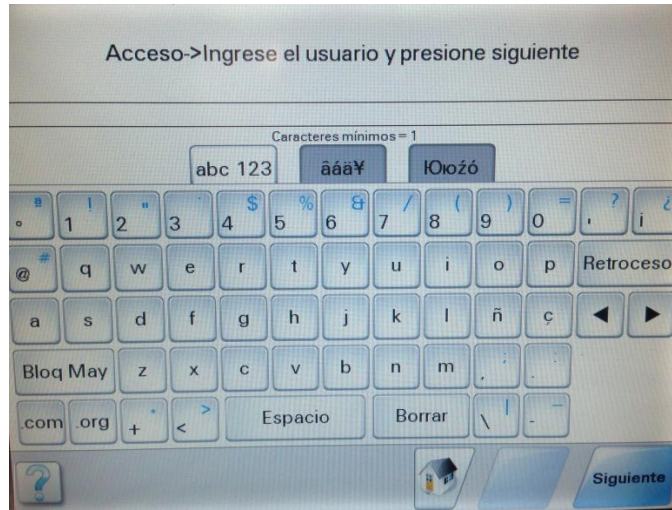 Acceso->Ingrese el usuario y presione siguiente
Caracteres mínimos = 1
abc 123 âáä¥ Ююźó
ª ! " · $ % & / ( ) = ? ¿
º 1 2 3 4 5 6 7 8 9 0 ' ¡
# @ q w e r t y u i o p Retroceso
a s d f g h j k l ñ ç
Bloq May z x c v b n m , ; . :
.com .org + * < > Espacio Borrar \ | - _
? Siguiente